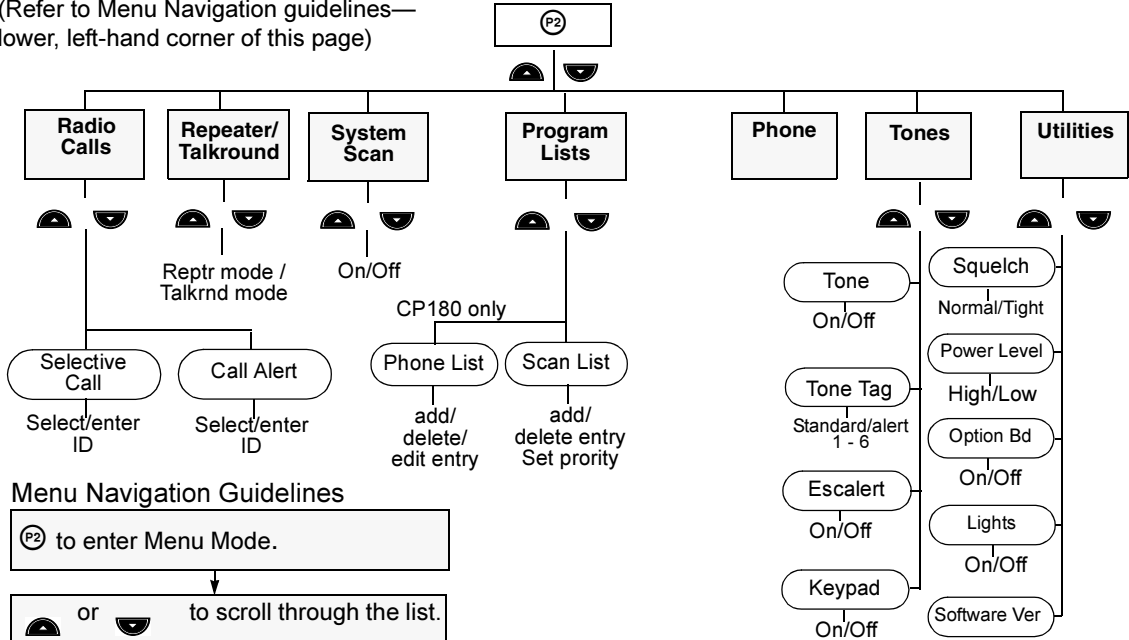 (Refer to Menu Navigation guidelines—
lower, left-hand corner of this page)
P2
Radio
Calls
Repeater/
Talkround
System
Scan
Program
Lists
Phone
Tones
Utilities
Reptr mode /
Talkrnd mode
On/Off
CP180 only
Selective
Call
Select/enter
ID
Call Alert
Select/enter
ID
Phone List
add/
delete/
edit entry
Scan List
add/
delete entry
Set prority
Tone
On/Off
Tone Tag
Standard/alert
1 - 6
Escalert
On/Off
Keypad
On/Off
Squelch
Normal/Tight
Power Level
High/Low
Option Bd
On/Off
Lights
On/Off
Software Ver
Menu Navigation Guidelines
P2 to enter Menu Mode.
or to scroll through the list.